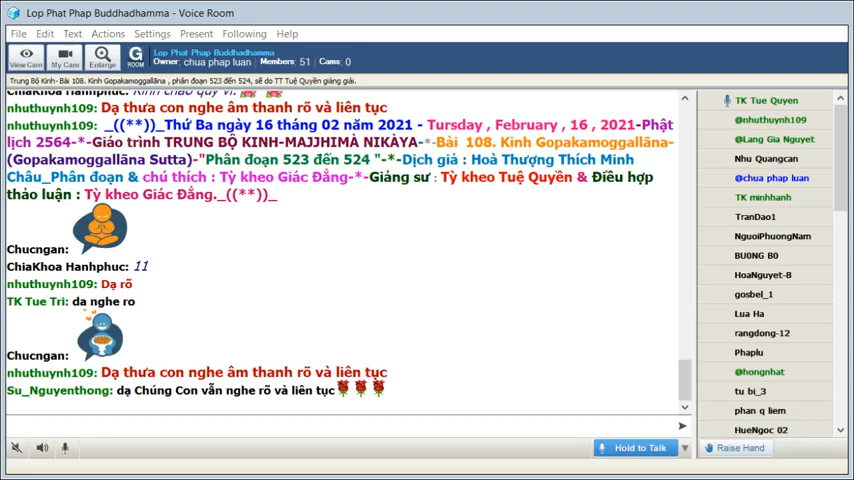 Lop Phat Phap Buddhadhamma - Voice Room
File Edit Text Actions Settings Present Following Help
View Cam My Cam Enlarge G ROOM
Lop Phat Phap Buddhadhamma
Owner: chua phap luan Members: 51 Cams: 0
Trung Bộ Kinh- Bài 108. Kinh Gopakamoggallāna , phân đoạn 523 đến 524, sẽ do TT Tuệ Quyền giảng giải.
ChiaKhoa Hanhphuc: Kính chào quý vị.
nhuthuynh109: Dạ thưa con nghe âm thanh rõ và liên tục
nhuthuynh109: _((**))_Thứ Ba ngày 16 tháng 02 năm 2021 - Tursday , February , 16 , 2021-Phật
lịch 2564-*-Giáo trình TRUNG BỘ KINH-MAJJHIMÀ NIKÀYA-*-Bài 108. Kinh Gopakamoggallāna-
(Gopakamoggallāna Sutta)-"Phân đoạn 523 đến 524 "-*-Dịch giả : Hoà Thượng Thích Minh
Châu_Phân đoạn & chú thích : Tỳ kheo Giác Đẳng-*-Giảng sư : Tỳ kheo Tuệ Quyền & Điều hợp
thảo luận : Tỳ kheo Giác Đẳng._((**))_
Chucngan:
ChiaKhoa Hanhphuc: 11
nhuthuynh109: Dạ rõ
TK Tue Tri: da nghe ro
Chucngan:
nhuthuynh109: Dạ thưa con nghe âm thanh rõ và liên tục
Su_Nguyenthong: dạ Chúng Con vẫn nghe rõ và liên tục
Hold to Talk
TK Tue Quyen
@nhuthuynh109
@Lang Gia Nguyet
Nhu Quangcan
@chua phap luan
TK minhhanh
TranDao1
NguoiPhuongNam
BU0NG B0
HoaNguyet-8
gosbel_1
Lua Ha
rangdong-12
Phaplu
@hongnhat
tu bi_3
phan q liem
HueNgoc 02
Raise Hand